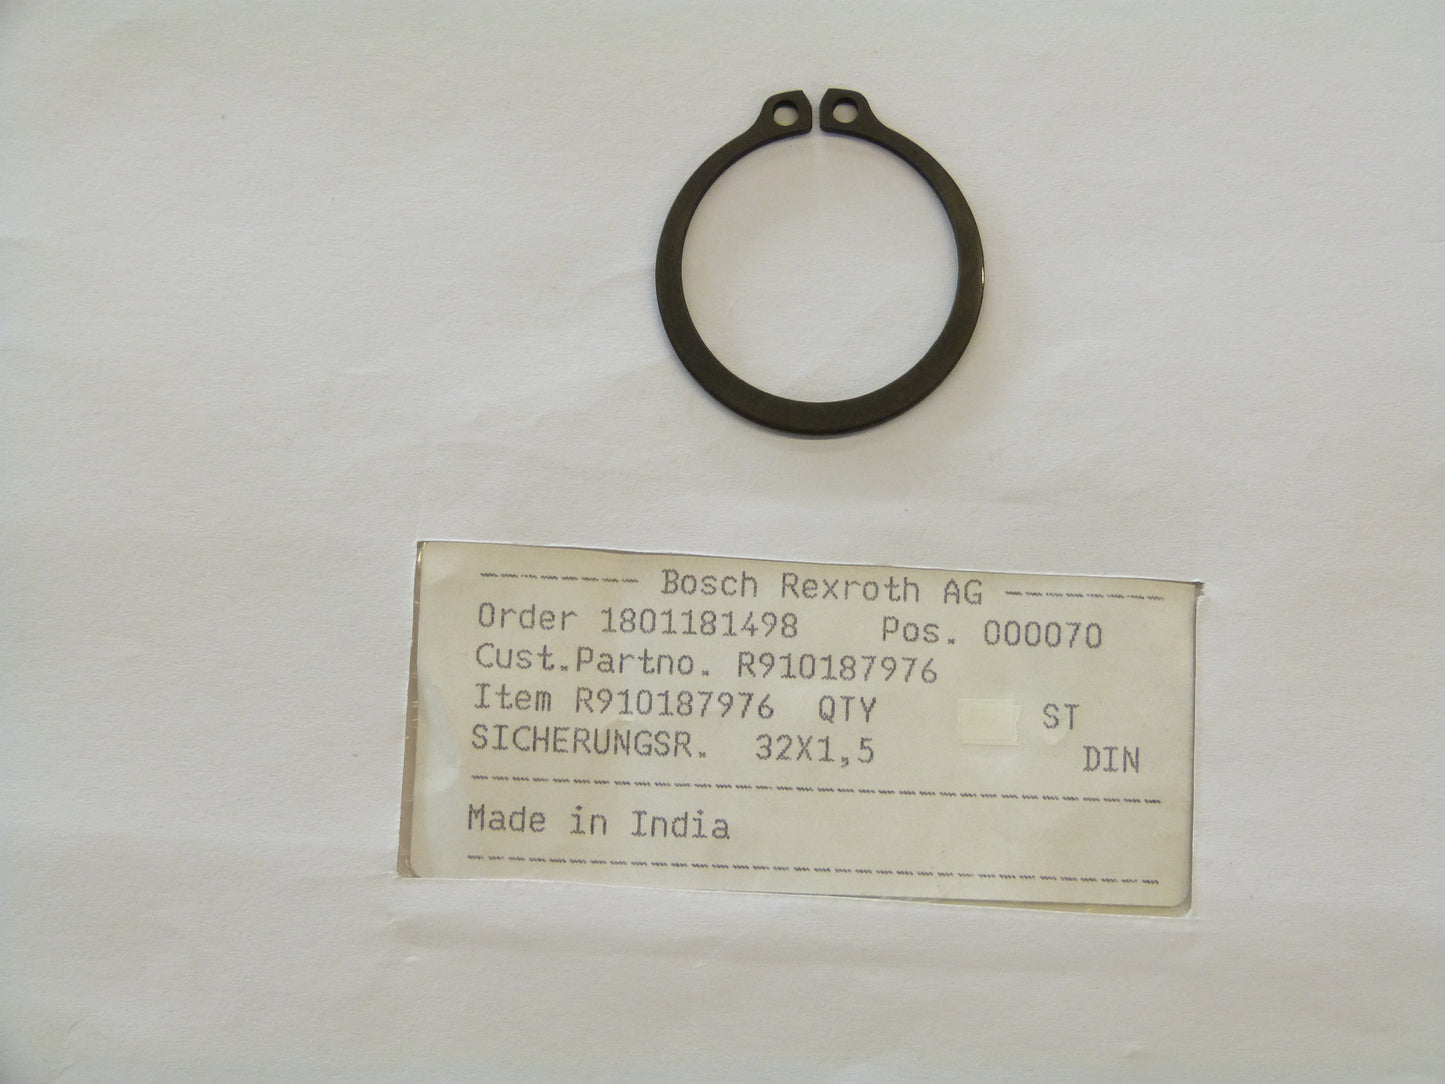 -------- Bosch Rexroth AG --------
Order 1801181498 Pos. 000070
Cust.Partno. R910187976
Item R910187976 QTY ST
SICHERUNGSR. 32X1,5 DIN
Made in India